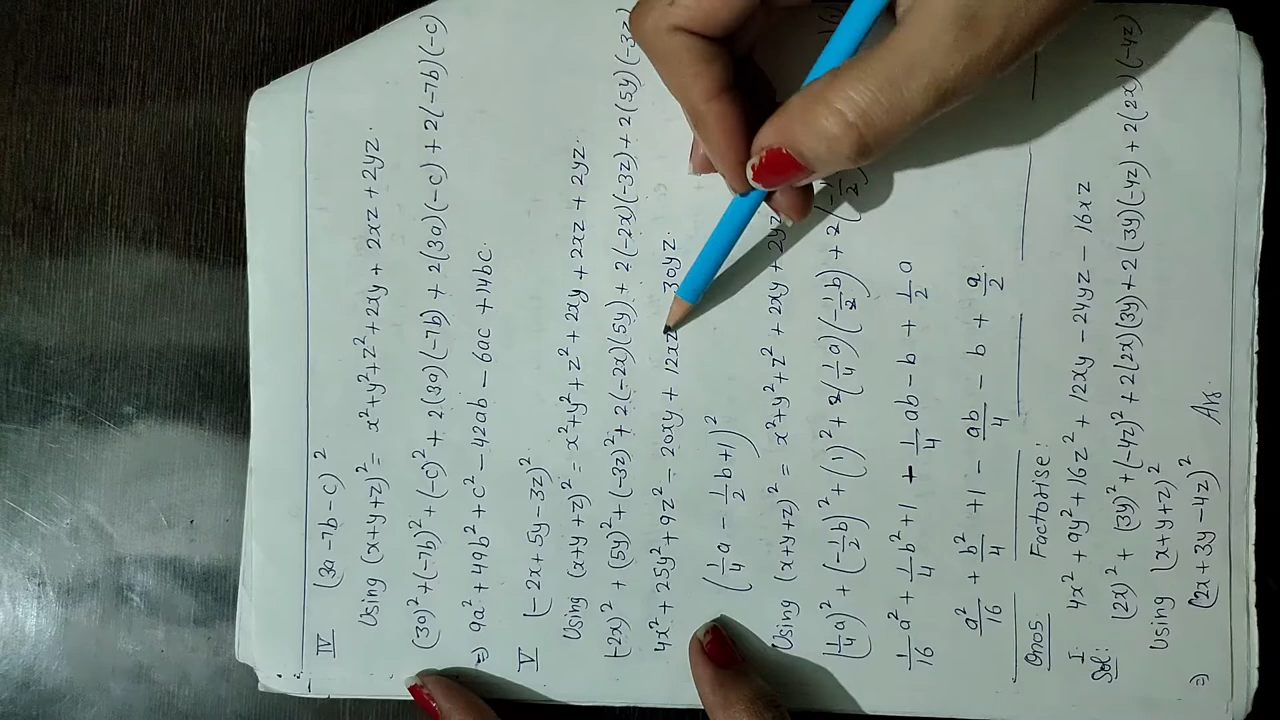 IV (3a - 7b - c)²
Using (x+y+z)² = x²+y²+z²+2xy+2xz+2yz.
(3a)²+(-7b)²+(-c)²+2(3a)(-7b)+2(3a)(-c)+2(-7b)(-c)
⇒ 9a²+49b²+c²-42ab-6ac+14bc.
V (-2x+5y-3z)²
Using (x+y+z)² = x²+y²+z²+2xy+2xz+2yz.
(-2x)²+(5y)²+(-3z)²+2(-2x)(5y)+2(-2x)(-3z)+2(5y)(-3z)
4x²+25y²+9z²-20xy+12xz 30yz.
(1/4 a - 1/2 b+1)²
Using (x+y+z)² = x²+y²+z²+2xy+2yz
(1/4 a)²+(-1/2 b)²+(1)²+2(1/4 a)(-1/2 b)+2(-1/2
1/16 a²+1/4 b²+1 - 1/4 ab-b+1/2 a
a²/16 + b²/4 +1 - ab/4 - b + a/2.
Qno5 Factorise:
I. 4x²+9y²+16z²+12xy-24yz-16xz
Sol: (2x)²+(3y)²+(-4z)²+2(2x)(3y)+2(3y)(-4z)+2(2x)(-4z)
Using (x+y+z)²
⇒ (2x+3y-4z)² Ans.